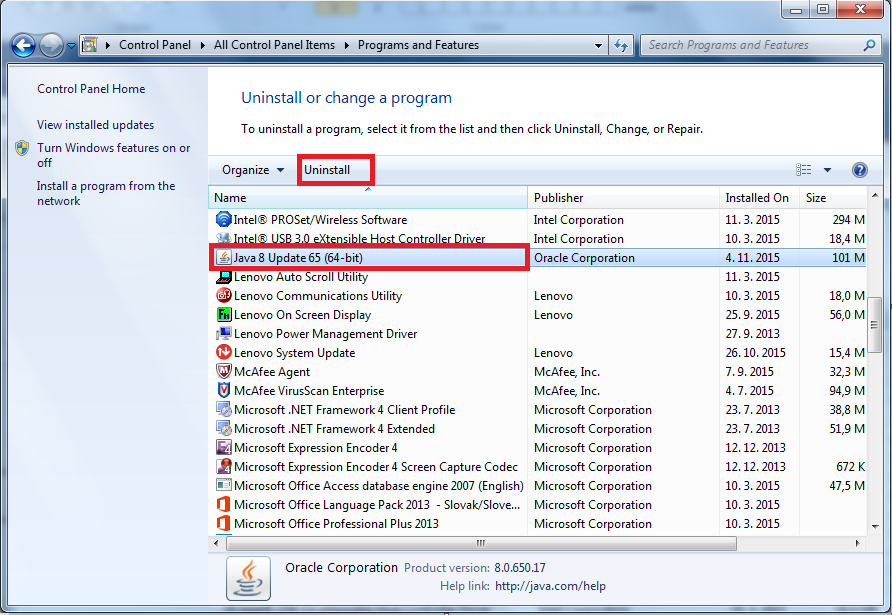 Control Panel ▸ All Control Panel Items ▸ Programs and Features
Search Programs and Features
Control Panel Home
View installed updates
Turn Windows features on or
off
Install a program from the
network
Uninstall or change a program
To uninstall a program, select it from the list and then click Uninstall, Change, or Repair.
Organize Uninstall
Name Publisher Installed On Size
Intel® PROSet/Wireless Software Intel Corporation 11. 3. 2015 294 M
Intel® USB 3.0 eXtensible Host Controller Driver Intel Corporation 10. 3. 2015 18,4 M
Java 8 Update 65 (64-bit) Oracle Corporation 4. 11. 2015 101 M
Lenovo Auto Scroll Utility 11. 3. 2015
Lenovo Communications Utility Lenovo 10. 3. 2015 18,0 M
Lenovo On Screen Display Lenovo 25. 9. 2015 56,0 M
Lenovo Power Management Driver 27. 9. 2013
Lenovo System Update Lenovo 26. 10. 2015 15,4 M
McAfee Agent McAfee, Inc. 7. 9. 2015 32,3 M
McAfee VirusScan Enterprise McAfee, Inc. 4. 7. 2015 94,9 M
Microsoft .NET Framework 4 Client Profile Microsoft Corporation 23. 7. 2013 38,8 M
Microsoft .NET Framework 4 Extended Microsoft Corporation 23. 7. 2013 51,9 M
Microsoft Expression Encoder 4 Microsoft Corporation 12. 12. 2013
Microsoft Expression Encoder 4 Screen Capture Codec Microsoft Corporation 12. 12. 2013 672 K
Microsoft Office Access database engine 2007 (English) Microsoft Corporation 10. 3. 2015 47,5 M
Microsoft Office Language Pack 2013 - Slovak/Slove... Microsoft Corporation 10. 3. 2015
Microsoft Office Professional Plus 2013 Microsoft Corporation 10. 3. 2015
Oracle Corporation Product version: 8.0.650.17
Help link: http://java.com/help